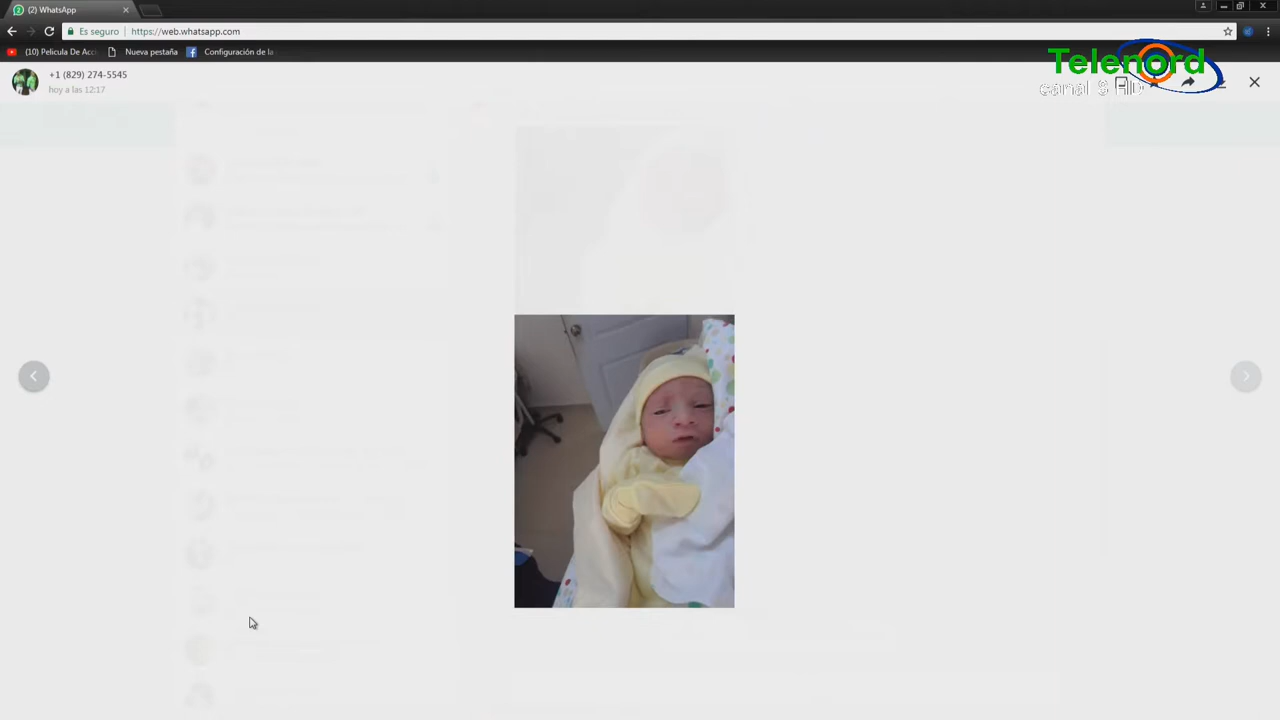 (2) WhatsApp
Es seguro
https://web.whatsapp.com
(10) Pelicula De Acc
Nueva pestaña
Configuración de la
+1 (829) 274-5545
hoy a las 12:17
Telenord
canal 8 HD